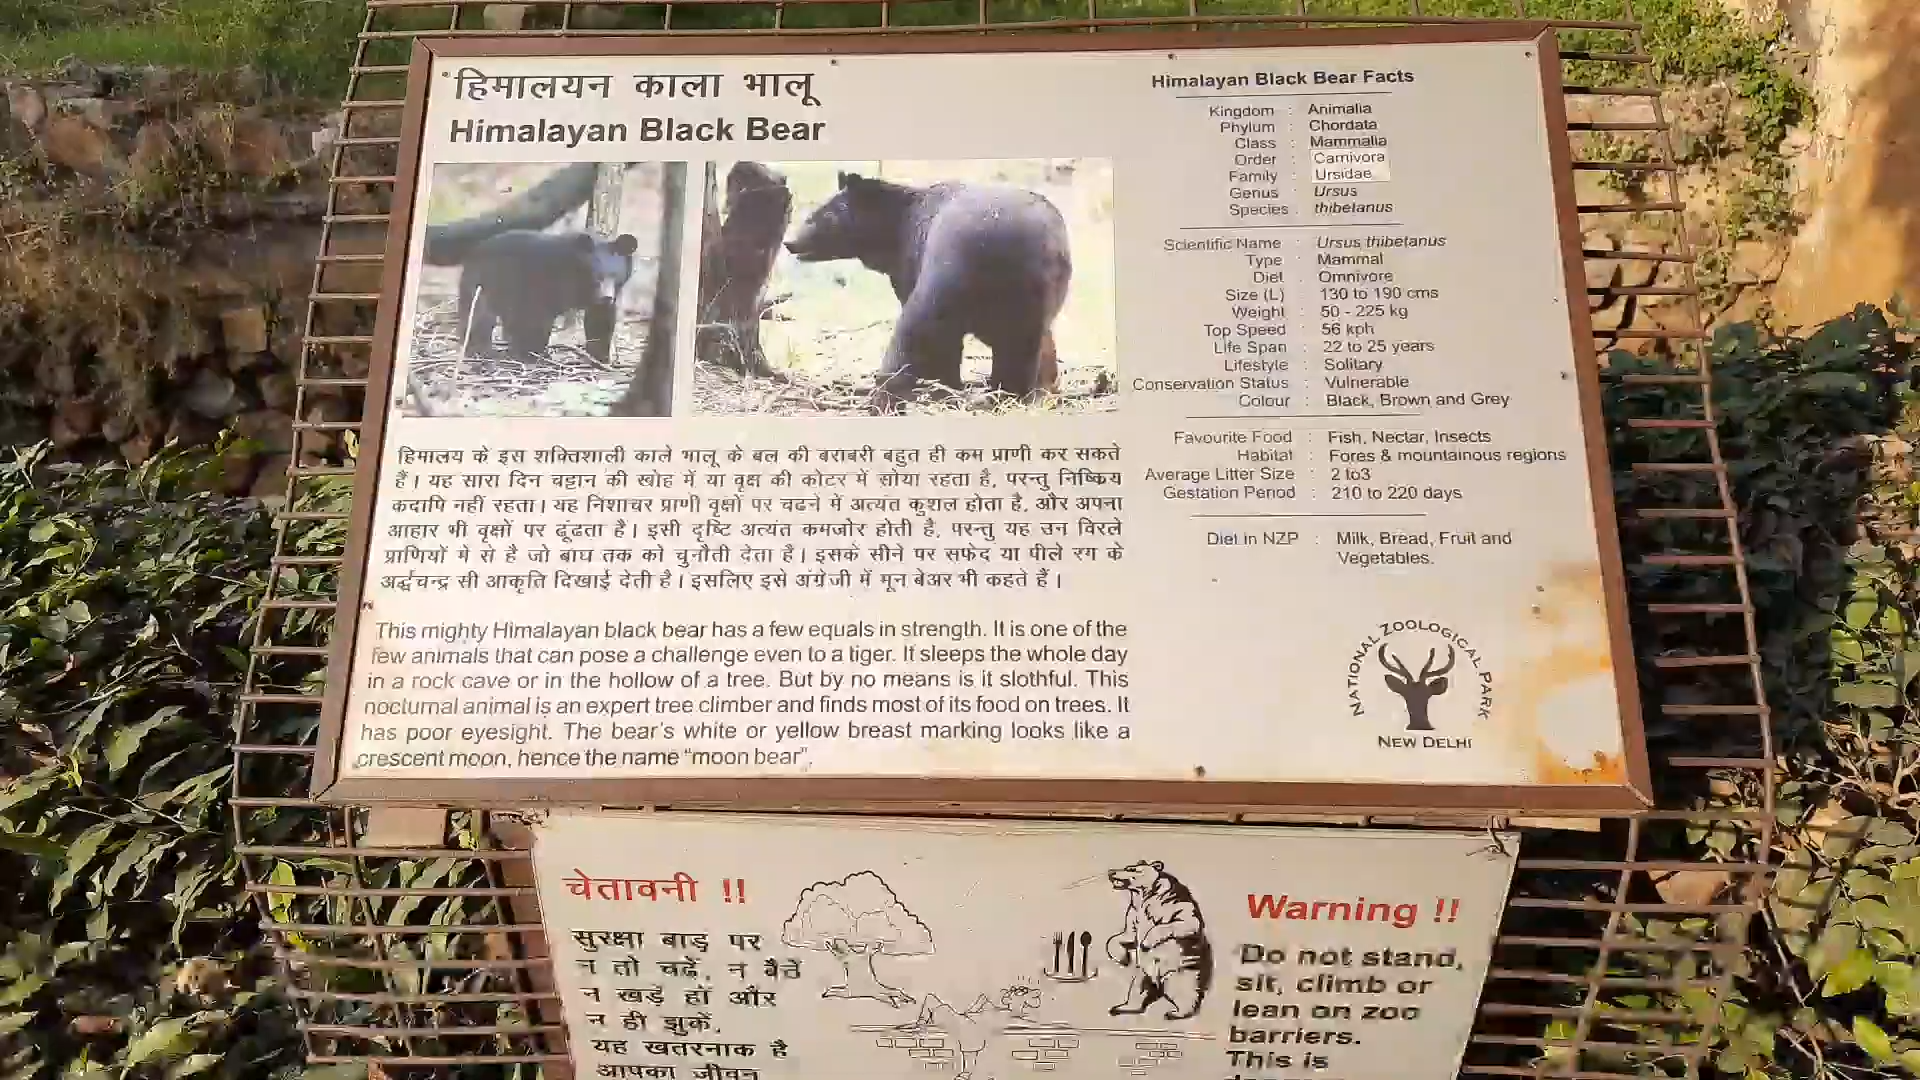 हिमालयन काला भालू
Himalayan Black Bear
हिमालय के इस शक्तिशाली काले भालू के बल की बराबरी बहुत ही कम प्राणी कर सकते
हैं। यह सारा दिन चट्टान की खोह में या वृक्ष की कोटर में सोया रहता है, परन्तु निष्क्रिय
कदापि नहीं रहता। यह निशाचर प्राणी वृक्षों पर चढने में अत्यंत कुशल होता है, और अपना
आहार भी वृक्षों पर ढूंढता है। इसी दृष्टि अत्यंत कमजोर होती है, परन्तु यह उन विरले
प्राणियों में से है जो बाघ तक को चुनौती देता है। इसके सीने पर सफेद या पीले रंग के
अर्द्धचन्द्र सी आकृति दिखाई देती है। इसलिए इसे अंग्रेजी में मून बेअर भी कहते हैं।
This mighty Himalayan black bear has a few equals in strength. It is one of the
few animals that can pose a challenge even to a tiger. It sleeps the whole day
in a rock cave or in the hollow of a tree. But by no means is it slothful. This
nocturnal animal is an expert tree climber and finds most of its food on trees. It
has poor eyesight. The bear's white or yellow breast marking looks like a
crescent moon, hence the name “moon bear”.
Himalayan Black Bear Facts
Kingdom : Animalia
Phylum : Chordata
Class : Mammalia
Order : Carnivora
Family : Ursidae
Genus : Ursus
Species : thibetanus
Scientific Name : Ursus thibetanus
Type : Mammal
Diet : Omnivore
Size (L) : 130 to 190 cms
Weight : 50 - 225 kg
Top Speed : 56 kph
Life Span : 22 to 25 years
Lifestyle : Solitary
Conservation Status : Vulnerable
Colour : Black, Brown and Grey
Favourite Food : Fish, Nectar, Insects
Habitat : Fores & mountainous regions
Average Litter Size : 2 to3
Gestation Period : 210 to 220 days
Diet in NZP : Milk, Bread, Fruit and
Vegetables.
NATIONAL ZOOLOGICAL PARK
NEW DELHI
चेतावनी !!
सुरक्षा बाड़ पर
न तो चढें, न बैठें
न खड़े हों और
न ही झुकें,
यह खतरनाक है
आपका जीवन
Warning !!
Do not stand,
sit, climb or
lean on zoo
barriers.
This is